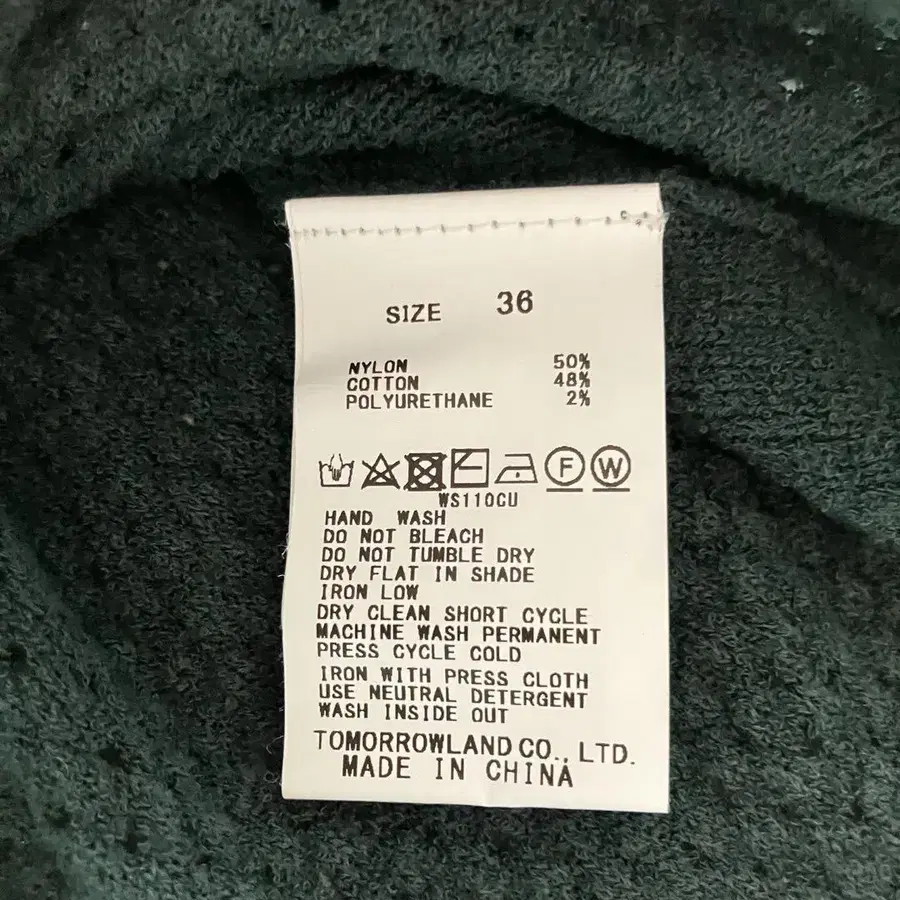 SIZE 36
NYLON 50%
COTTON 48%
POLYURETHANE 2%
F W
WS110CU
HAND WASH
DO NOT BLEACH
DO NOT TUMBLE DRY
DRY FLAT IN SHADE
IRON LOW
DRY CLEAN SHORT CYCLE
MACHINE WASH PERMANENT
PRESS CYCLE COLD
IRON WITH PRESS CLOTH
USE NEUTRAL DETERGENT
WASH INSIDE OUT
TOMORROWLAND CO., LTD.
MADE IN CHINA